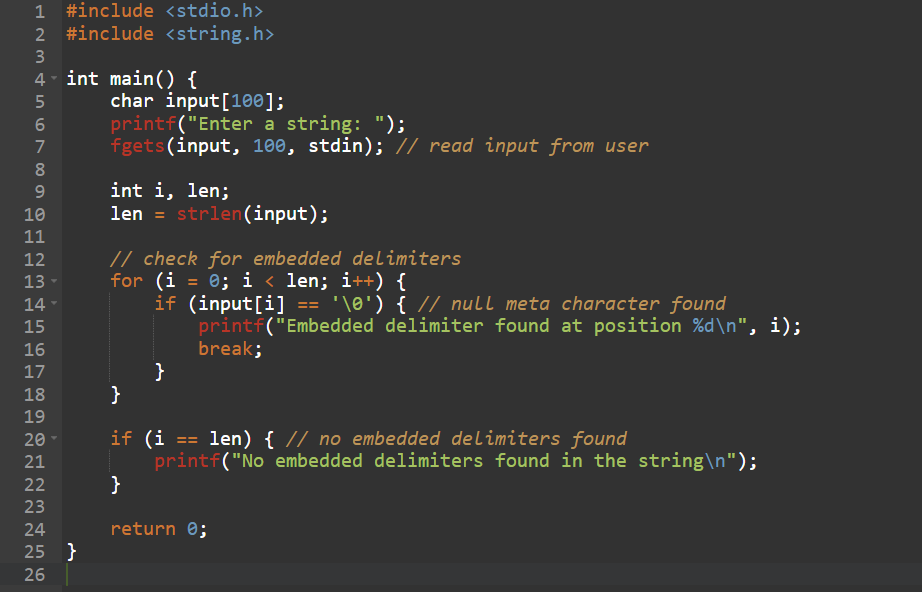 1 #include <stdio.h>
2 #include <string.h>
3
4 int main() {
5     char input[100];
6     printf("Enter a string: ");
7     fgets(input, 100, stdin); // read input from user
8
9     int i, len;
10     len = strlen(input);
11
12     // check for embedded delimiters
13     for (i = 0; i < len; i++) {
14         if (input[i] == '\0') { // null meta character found
15             printf("Embedded delimiter found at position %d\n", i);
16             break;
17         }
18     }
19
20     if (i == len) { // no embedded delimiters found
21         printf("No embedded delimiters found in the string\n");
22     }
23
24     return 0;
25 }
26